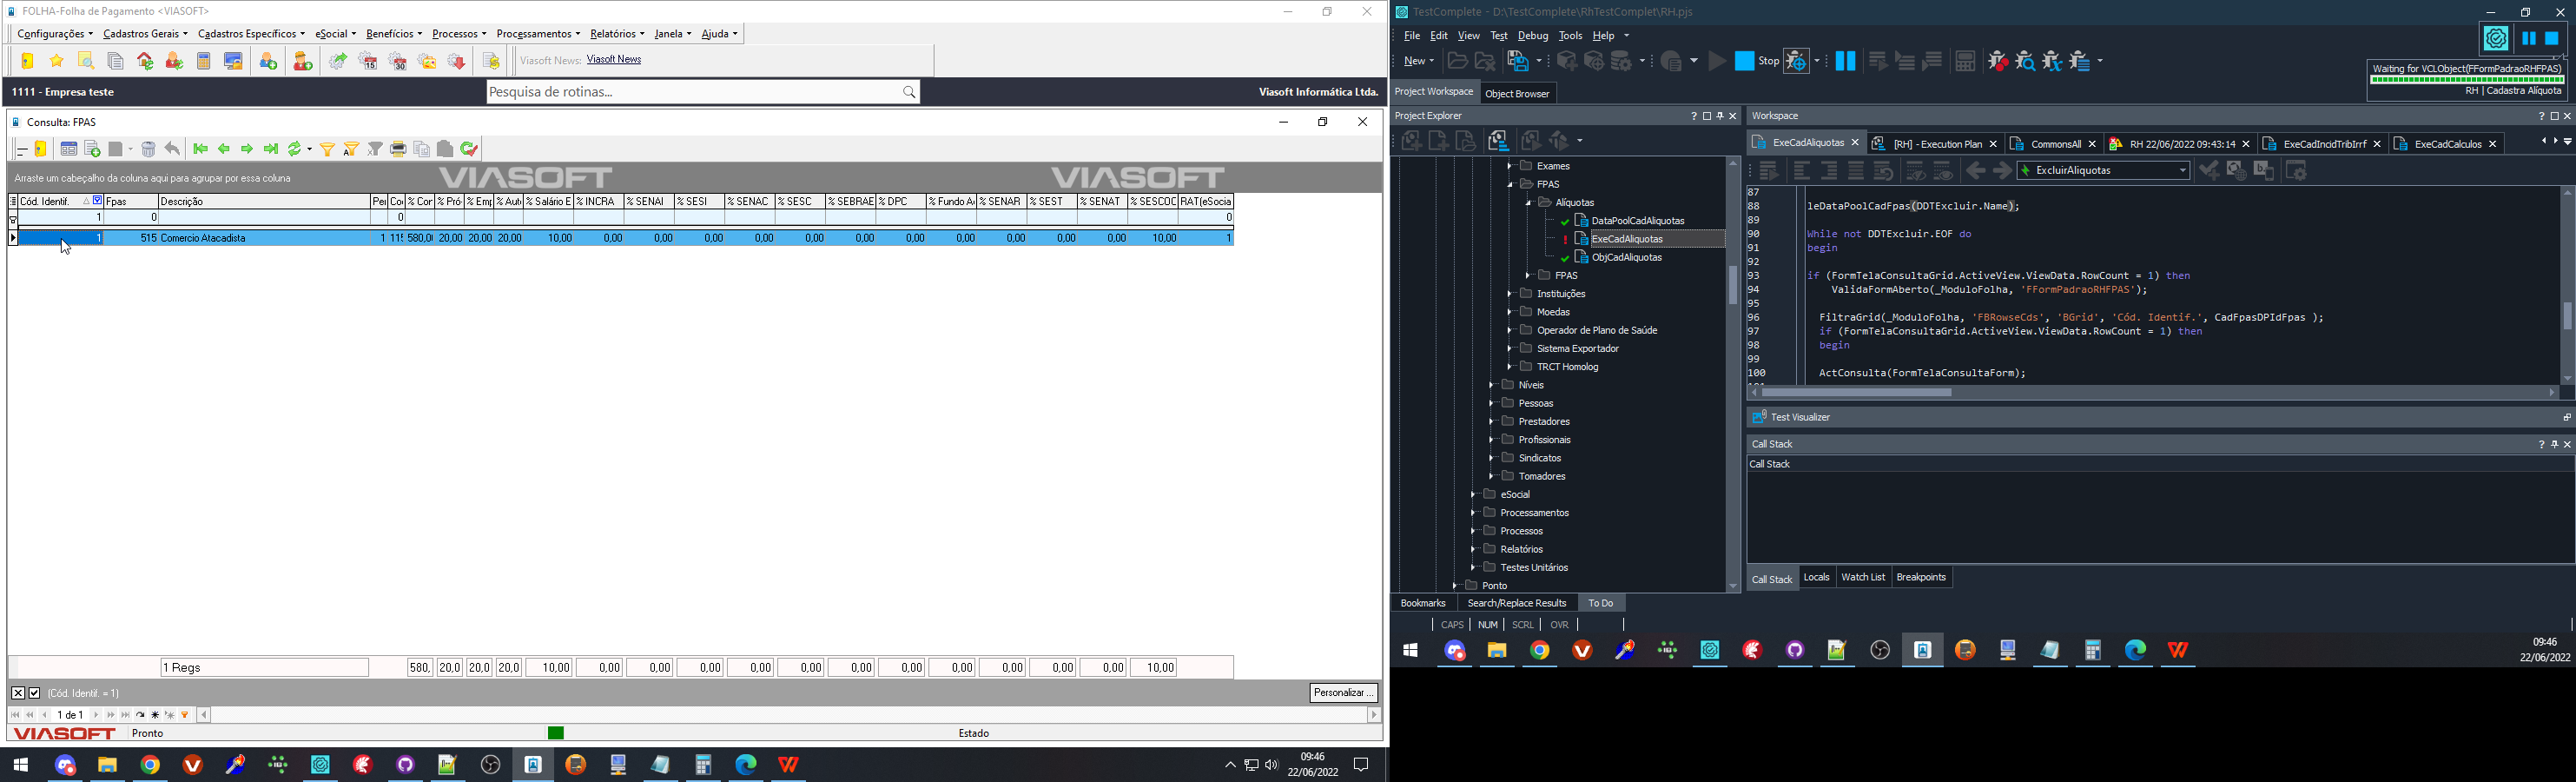 FOLHA-Folha de Pagamento <VIASOFT>
Configurações Cadastros Gerais Cadastros Específicos eSocial Benefícios Processos Processamentos Relatórios Janela Ajuda
Viasoft News: Viasoft News
1111 - Empresa teste
Pesquisa de rotinas...
Viasoft Informática Ltda.
Consulta: FPAS
Arraste um cabeçalho da coluna aqui para agrupar por essa coluna
VIASOFT VIASOFT
Cód. Identif. Fpas Descrição Per Co % Cor % Pró % Emp % Aut % Salário E % INCRA % SENAI % SESI % SENAC % SESC % SEBRAE % DPC % Fundo A % SENAR % SEST % SENAT % SESCOC RAT(eSocia
1 0 0 0
1 515 Comercio Atacadista 1 115 580,0 20,00 20,00 20,00 10,00 0,00 0,00 0,00 0,00 0,00 0,00 0,00 0,00 0,00 0,00 0,00 10,00 1
1 Regs 580, 20,0 20,0 20,0 10,00 0,00 0,00 0,00 0,00 0,00 0,00 0,00 0,00 0,00 0,00 0,00 10,00
(Cód. Identif. = 1)
Personalizar ...
1 de 1
VIASOFT Pronto Estado
09:46
22/06/2022
TestComplete - D:\TestComplete\RhTestComplet\RH.pjs
File Edit View Test Debug Tools Help
New Stop
Waiting for VCLObject(FFormPadraoRHFPAS)
RH | Cadastra Alíquota
Project Workspace Object Browser
Project Explorer
Exames
FPAS
Alíquotas
DataPoolCadAliquotas
ExeCadAliquotas
ObjCadAliquotas
FPAS
Instituições
Moedas
Operador de Plano de Saúde
Sistema Exportador
TRCT Homolog
Níveis
Pessoas
Prestadores
Profissionais
Sindicatos
Tomadores
eSocial
Processamentos
Processos
Relatórios
Testes Unitários
Ponto
Bookmarks Search/Replace Results To Do
CAPS NUM SCRL OVR
Workspace
ExeCadAliquotas [RH] - Execution Plan CommonsAll RH 22/06/2022 09:43:14 ExeCadIncidTribIrrf ExeCadCalculos
ExcluirAliquotas
87
88 leDataPoolCadFpas(DDTExcluir.Name);
89
90 While not DDTExcluir.EOF do
91 begin
92
93 if (FormTelaConsultaGrid.ActiveView.ViewData.RowCount = 1) then
94 ValidaFormAberto(_ModuloFolha, 'FFormPadraoRHFPAS');
95
96 FiltraGrid(_ModuloFolha, 'FBRowseCds', 'BGrid', 'Cód. Identif.', CadFpasDPIdFpas );
97 if (FormTelaConsultaGrid.ActiveView.ViewData.RowCount = 1) then
98 begin
99
100 ActConsulta(FormTelaConsultaForm);
Test Visualizer
Call Stack
Call Stack
Call Stack Locals Watch List Breakpoints
09:46
22/06/2022